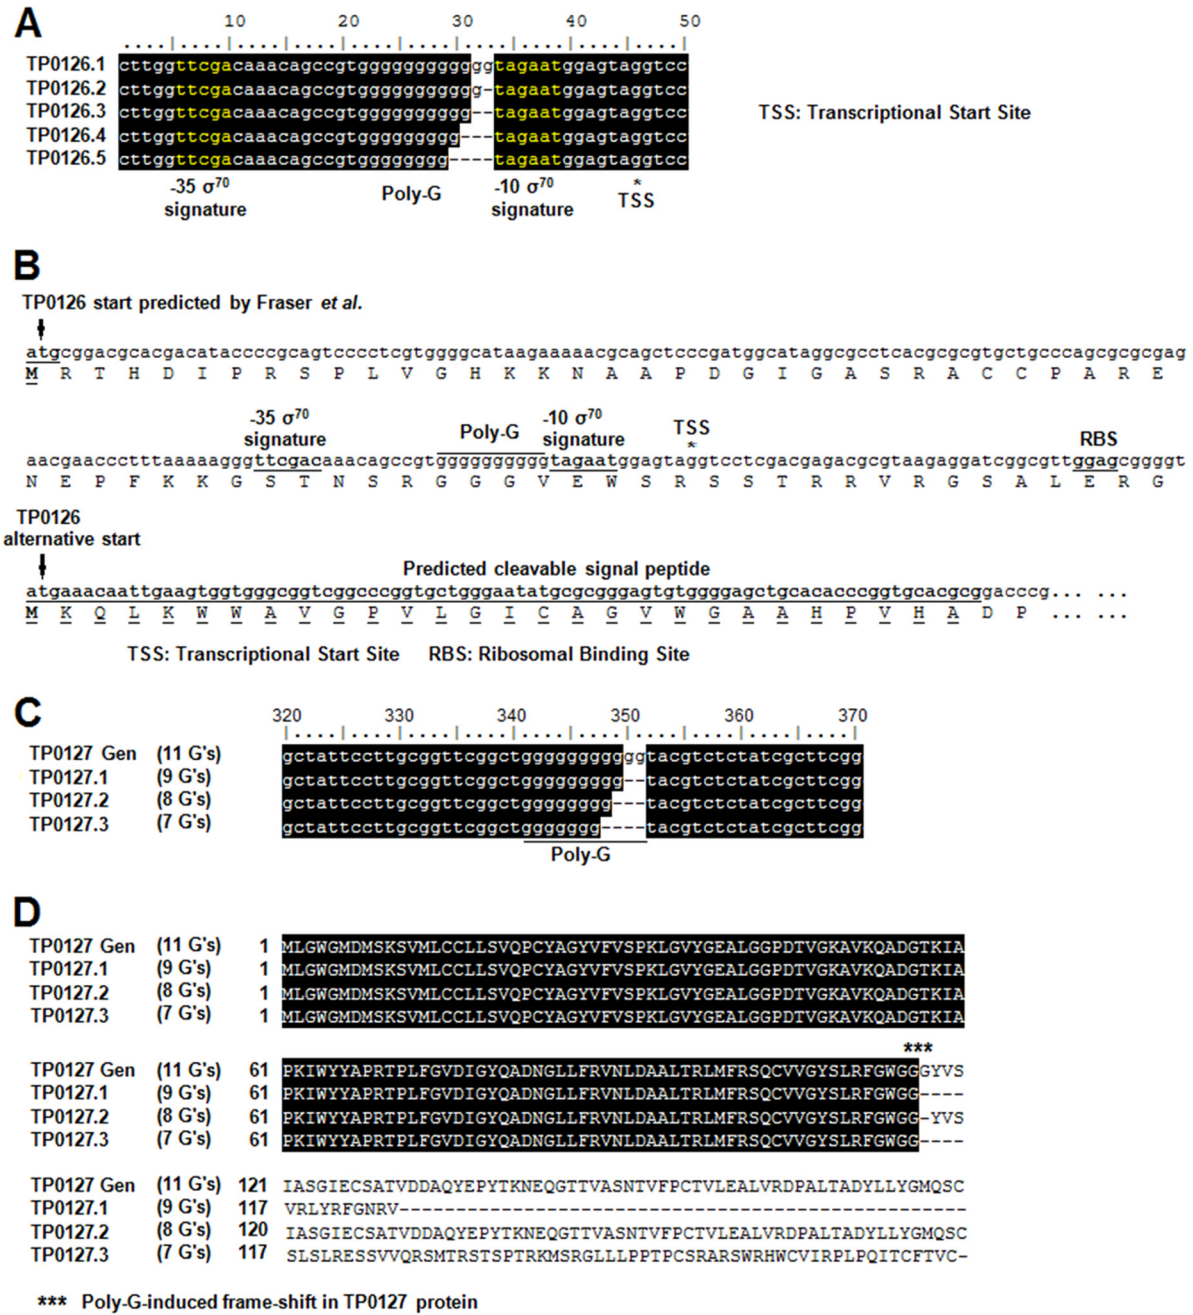 A
10 20 30 40 50
....|....|....|....|....|....|....|....|....|....|
TP0126.1 cttggttcgacaaacagccgtggggggggggggtagaatggagtaggtcc
TP0126.2 cttggttcgacaaacagccgtggggggggggg-tagaatggagtaggtcc
TP0126.3 cttggttcgacaaacagccgtgggggggggg--tagaatggagtaggtcc
TP0126.4 cttggttcgacaaacagccgtggggggggg---tagaatggagtaggtcc
TP0126.5 cttggttcgacaaacagccgtgggggggg----tagaatggagtaggtcc
TSS: Transcriptional Start Site
-35 σ70 signature
Poly-G
-10 σ70 signature
*
TSS
B
TP0126 start predicted by Fraser et al.
atgcggacgcacgacataccccgcagtcccctcgtggggcataagaaaaacgcagctcccgatggcataggcgcctcacgcgcgtgctgcccagcgcgcgag
M R T H D I P R S P L V G H K K N A A P D G I G A S R A C C P A R E
-35 σ70 signature
Poly-G
-10 σ70 signature
TSS
*
RBS
aacgaaccctttaaaaagggttcgacaaacagccgtggggggggggtagaatggagtaggtcctcgacgagacgcgtaagaggatcggcgttggagcggggt
N E P F K K G S T N S R G G G V E W S R S S T R R V R G S A L E R G
TP0126
alternative start
Predicted cleavable signal peptide
atgaaacaattgaagtggtgggcggtcggcccggtgctgggaatatgcgcgggagtgtggggagctgcacacccggtgcacgcggacccg... ...
M K Q L K W W A V G P V L G I C A G V W G A A H P V H A D P ... ...
TSS: Transcriptional Start Site RBS: Ribosomal Binding Site
C
320 330 340 350 360 370
|....|....|....|....|....|....|....|....|....|....|
TP0127 Gen (11 G's) gctattccttgcggttcggctgggggggggggtacgtctctatcgcttcgg
TP0127.1 (9 G's) gctattccttgcggttcggctggggggggg--tacgtctctatcgcttcgg
TP0127.2 (8 G's) gctattccttgcggttcggctgggggggg---tacgtctctatcgcttcgg
TP0127.3 (7 G's) gctattccttgcggttcggctggggggg----tacgtctctatcgcttcgg
Poly-G
D
TP0127 Gen (11 G's) 1 MLGWGMDMSKSVMLCCLLSVQPCYAGYVFVSPKLGVYGEALGGPDTVGKAVKQADGTKIA
TP0127.1 (9 G's) 1 MLGWGMDMSKSVMLCCLLSVQPCYAGYVFVSPKLGVYGEALGGPDTVGKAVKQADGTKIA
TP0127.2 (8 G's) 1 MLGWGMDMSKSVMLCCLLSVQPCYAGYVFVSPKLGVYGEALGGPDTVGKAVKQADGTKIA
TP0127.3 (7 G's) 1 MLGWGMDMSKSVMLCCLLSVQPCYAGYVFVSPKLGVYGEALGGPDTVGKAVKQADGTKIA
***
TP0127 Gen (11 G's) 61 PKIWYYAPRTPLFGVDIGYQADNGLLFRVNLDAALTRLMFRSQCVVGYSLRFGWGGGYVS
TP0127.1 (9 G's) 61 PKIWYYAPRTPLFGVDIGYQADNGLLFRVNLDAALTRLMFRSQCVVGYSLRFGWGG----
TP0127.2 (8 G's) 61 PKIWYYAPRTPLFGVDIGYQADNGLLFRVNLDAALTRLMFRSQCVVGYSLRFGWGG-YVS
TP0127.3 (7 G's) 61 PKIWYYAPRTPLFGVDIGYQADNGLLFRVNLDAALTRLMFRSQCVVGYSLRFGWGG----
TP0127 Gen (11 G's) 121 IASGIECSATVDDAQYEPYTKNEQGTTVASNTVFPCTVLEALVRDPALTADYLLYGMQSC
TP0127.1 (9 G's) 117 VRLYRFGNRV--------------------------------------------------
TP0127.2 (8 G's) 120 IASGIECSATVDDAQYEPYTKNEQGTTVASNTVFPCTVLEALVRDPALTADYLLYGMQSC
TP0127.3 (7 G's) 117 SLSLRESSVVQRSMTRSTSPTRKMSRGLLLPPTPCSRARSWRHWCVIRPLPQITCFTVC-
*** Poly-G-induced frame-shift in TP0127 protein